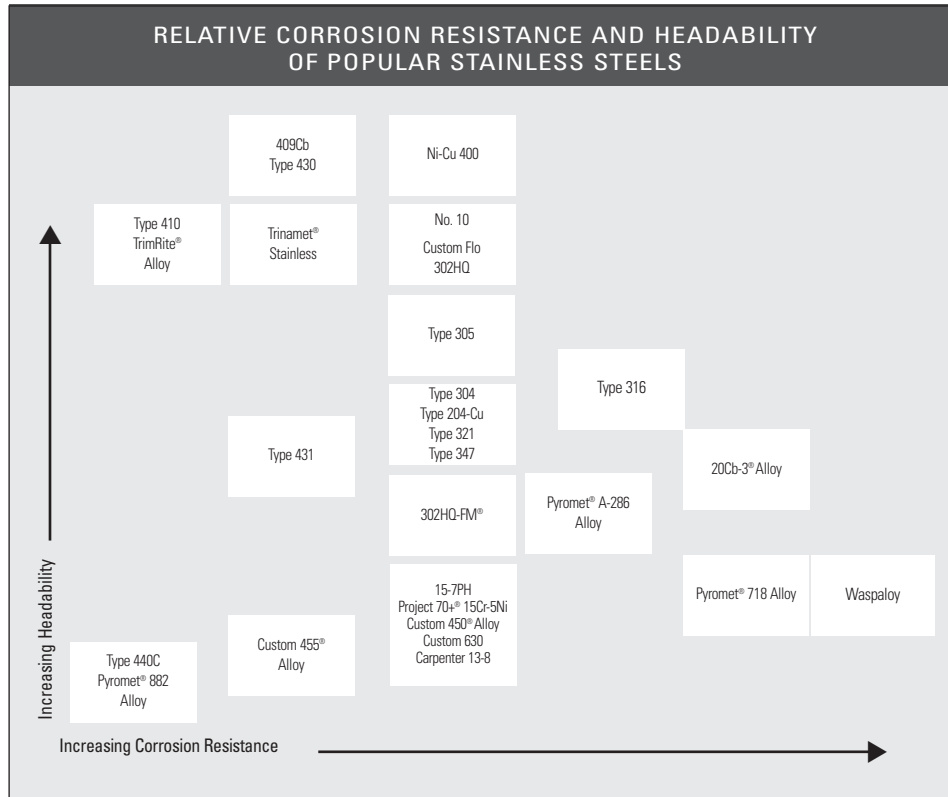 RELATIVE CORROSION RESISTANCE AND HEADABILITY
OF POPULAR STAINLESS STEELS
409Cb
Type 430
Ni-Cu 400
Type 410
TrimRite®
Alloy
Trinamet®
Stainless
No. 10
Custom Flo
302HQ
Type 305
Type 316
Type 304
Type 204-Cu
Type 321
Type 347
Type 431
20Cb-3® Alloy
302HQ-FM®
Pyromet® A-286
Alloy
15-7PH
Project 70+® 15Cr-5Ni
Custom 450® Alloy
Custom 630
Carpenter 13-8
Pyromet® 718 Alloy
Waspaloy
Custom 455®
Alloy
Type 440C
Pyromet® 882
Alloy
Increasing Headability
Increasing Corrosion Resistance